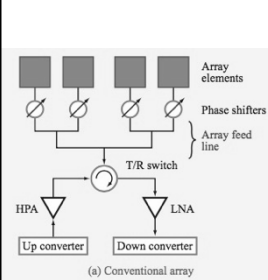 Array
elements
Phase shifters
Array feed
line
T/R switch
HPA
LNA
Up converter
Down converter
(a) Conventional array